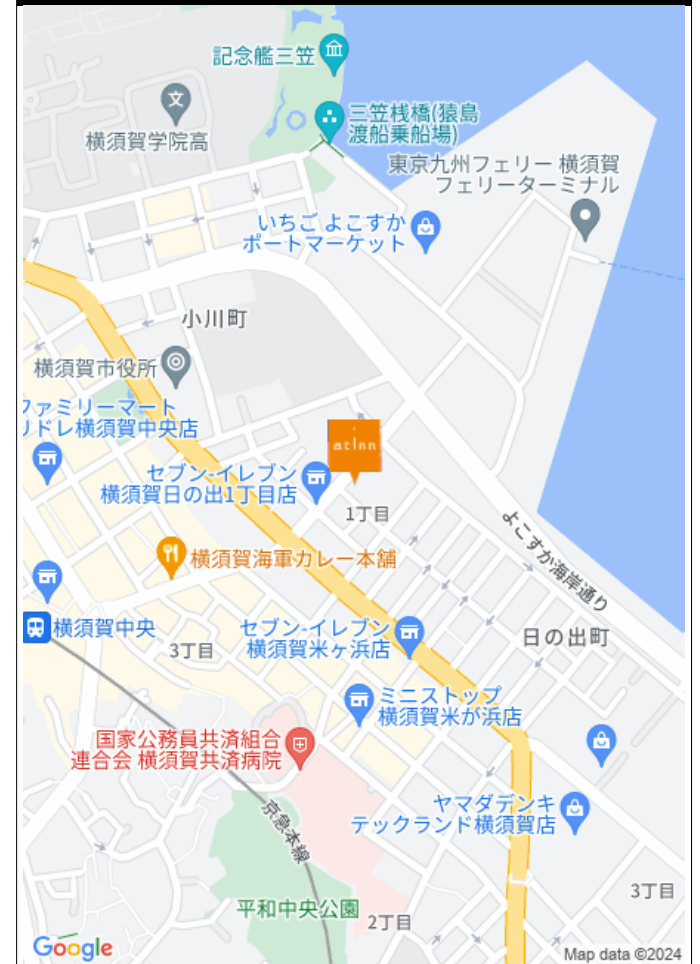 記念艦三笠
三笠桟橋(猿島
渡船乗船場)
横須賀学院高
東京九州フェリー 横須賀
フェリーターミナル
いちご よこすか
ポートマーケット
小川町
横須賀市役所
ファミリーマート
リドレ横須賀中央店
atInn
セブン-イレブン
横須賀日の出1丁目店
1丁目
よこすか海岸通り
横須賀海軍カレー本舗
横須賀中央
3丁目
セブン-イレブン
横須賀米ヶ浜店
日の出町
ミニストップ
横須賀米が浜店
国家公務員共済組合
連合会 横須賀共済病院
ヤマダデンキ
テックランド横須賀店
京急本線
3丁目
平和中央公園
2丁目
Google
Map data ©2024